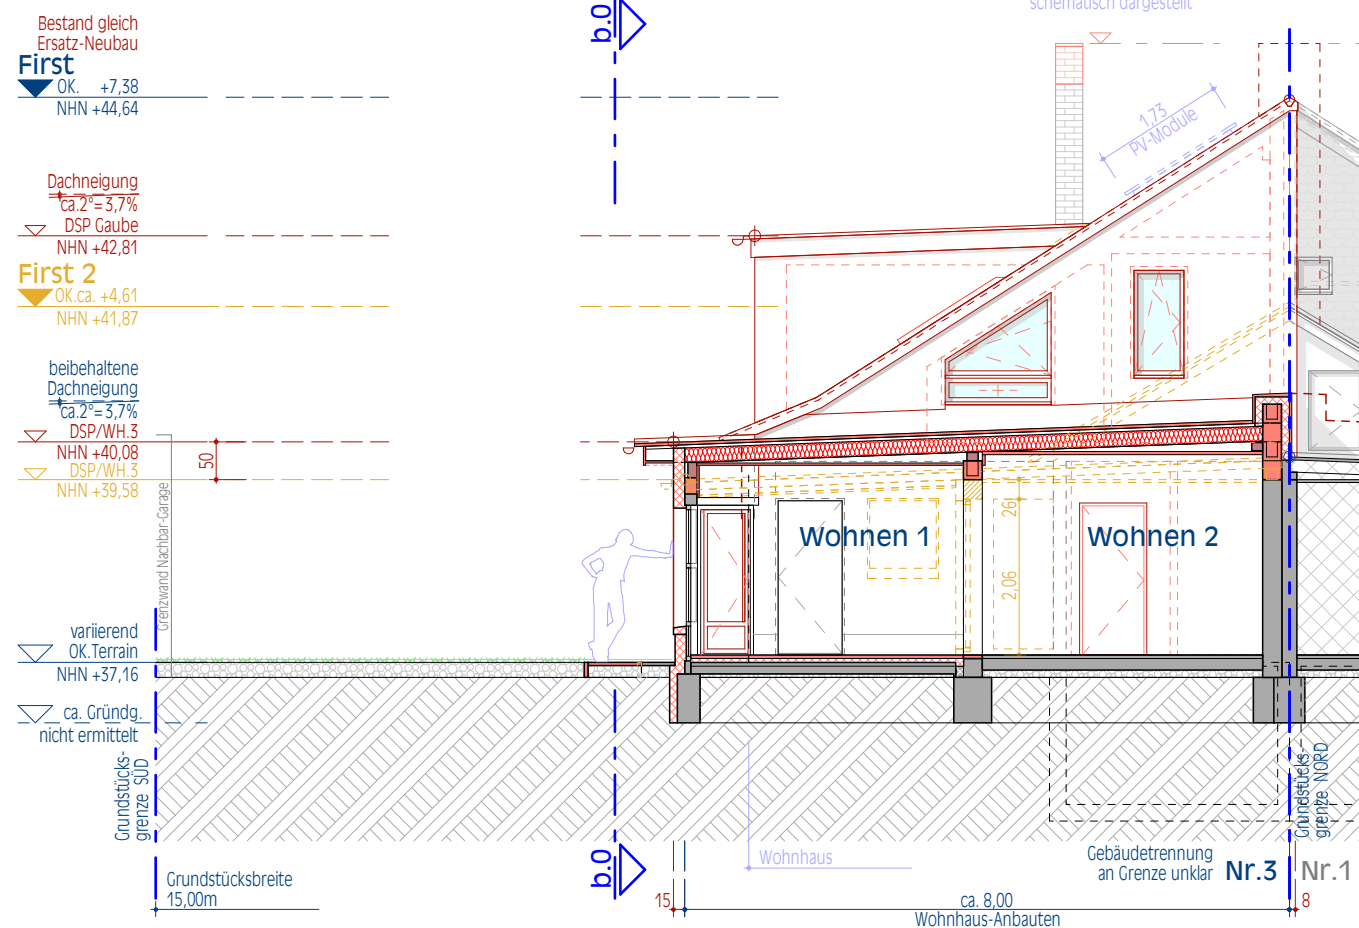 schematisch dargestellt
b.0
Bestand gleich
Ersatz-Neubau
First
OK. +7,38
NHN +44,64
1,73
PV-Module
Dachneigung
ca.2°=3,7%
DSP Gaube
NHN +42,81
First 2
OK.ca. +4,61
NHN +41,87
beibehaltene
Dachneigung
ca.2°=3,7%
DSP/WH.3
NHN +40,08
50
DSP/WH.3
NHN +39,58
Grenzwand Nachbar-Garage
Wohnen 1
26
2,06
Wohnen 2
variierend
OK.Terrain
NHN +37,16
ca. Gründg.
nicht ermittelt
Grundstücks-
grenze SÜD
Grundstücks-
grenze NORD
b.0
Wohnhaus
Gebäudetrennung
an Grenze unklar
Nr.3
Nr.1
Grundstücksbreite
15,00m
15
ca. 8,00
Wohnhaus-Anbauten
8